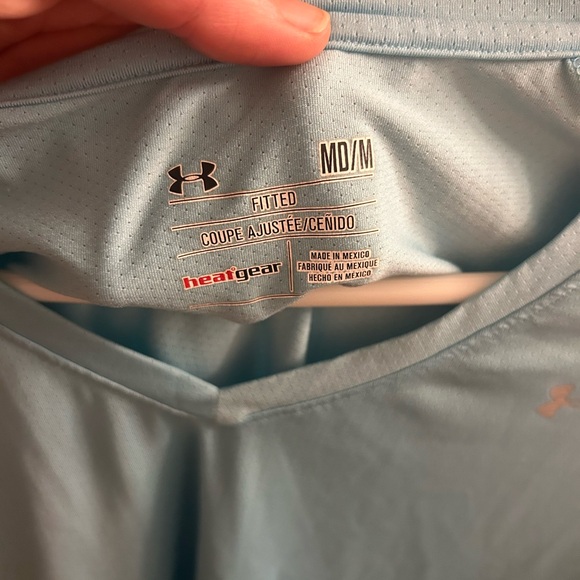 MD/M
FITTED
COUPE AJUSTÉE/CEÑIDO
heatgear
MADE IN MEXICO
FABRIQUÉ AU MEXIQUE
HECHO EN MÉXICO